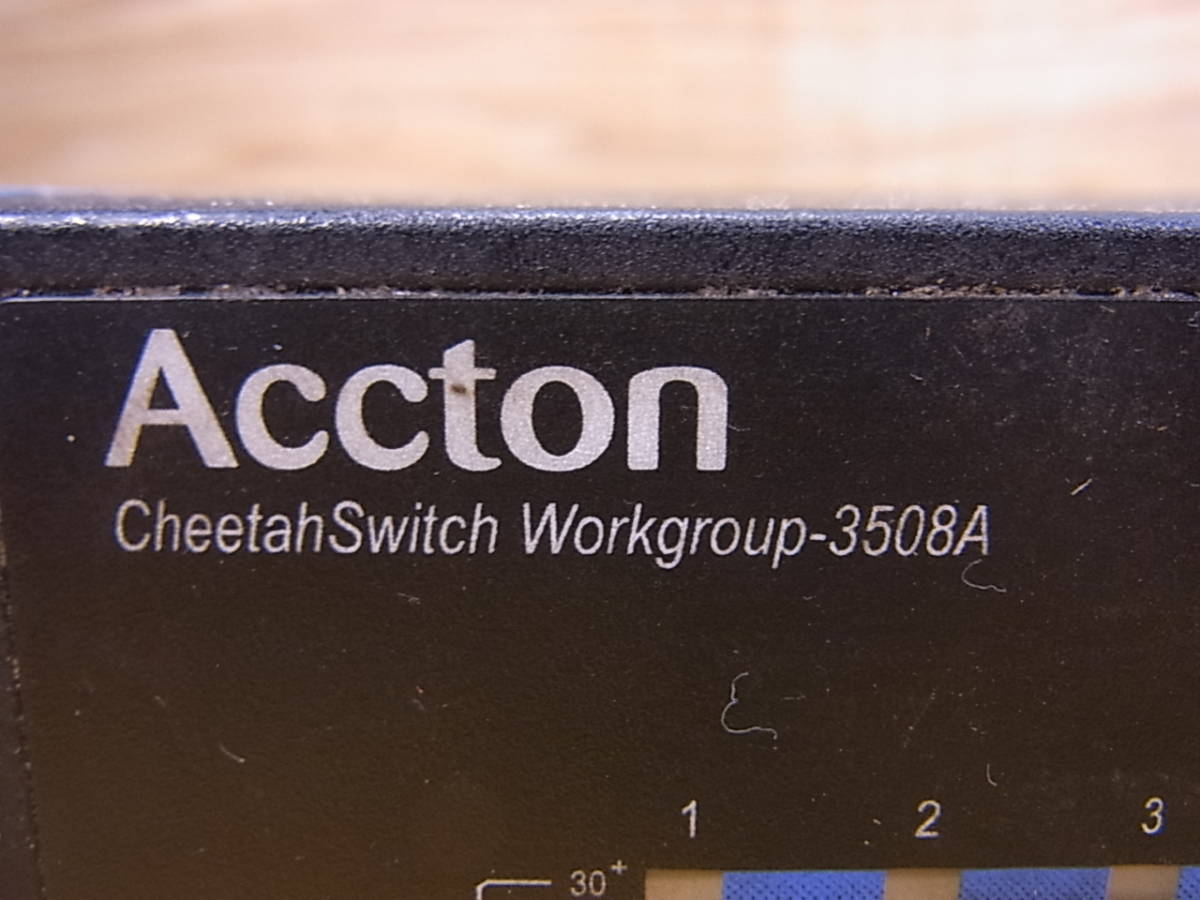 Accton
CheetahSwitch Workgroup-3508A
1 2 3
30+